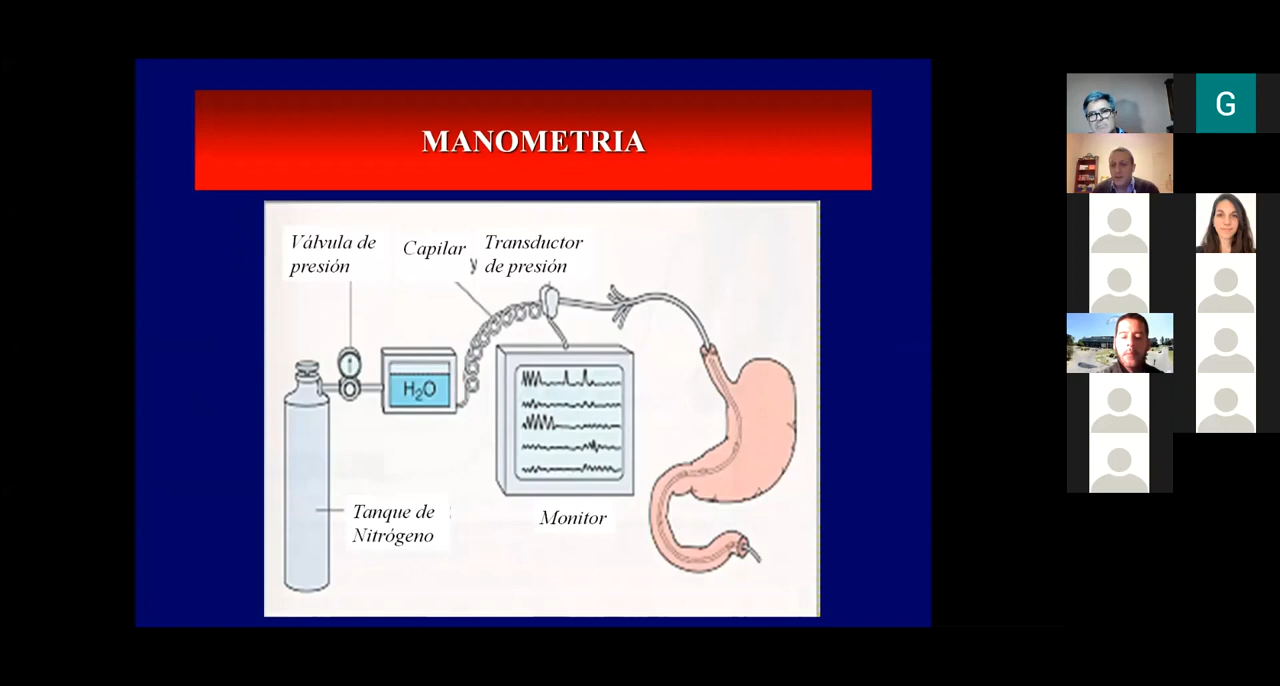 MANOMETRIA
Válvula de
presión
Capilar
y
Transductor
de presión
H₂O
Tanque de
Nitrógeno
Monitor
G